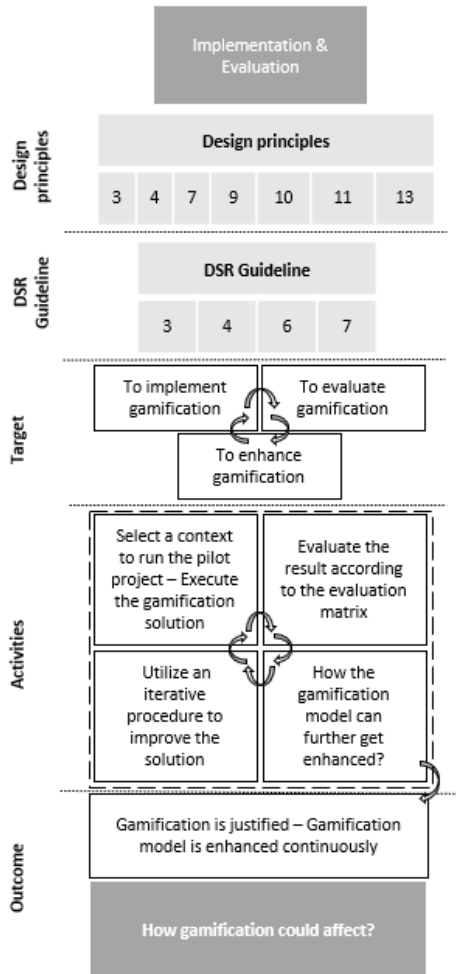 Implementation &
Evaluation
Design
principles
Design principles
3 4 7 9 10 11 13
DSR
Guideline
DSR Guideline
3 4 6 7
Target
To implement
gamification
To evaluate
gamification
To enhance
gamification
Activities
Select a context
to run the pilot
project – Execute
the gamification
solution
Evaluate the
result according
to the evaluation
matrix
Utilize an
iterative
procedure to
improve the
solution
How the
gamification
model can
further get
enhanced?
Outcome
Gamification is justified – Gamification
model is enhanced continuously
How gamification could affect?